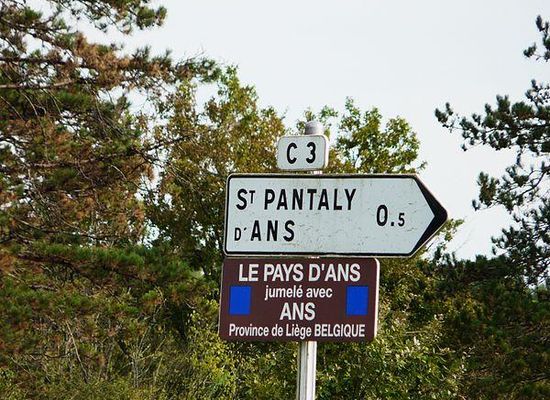 C 3
ST PANTALY
D'ANS
0.5
LE PAYS D'ANS
jumelé avec
ANS
Province de Liège BELGIQUE